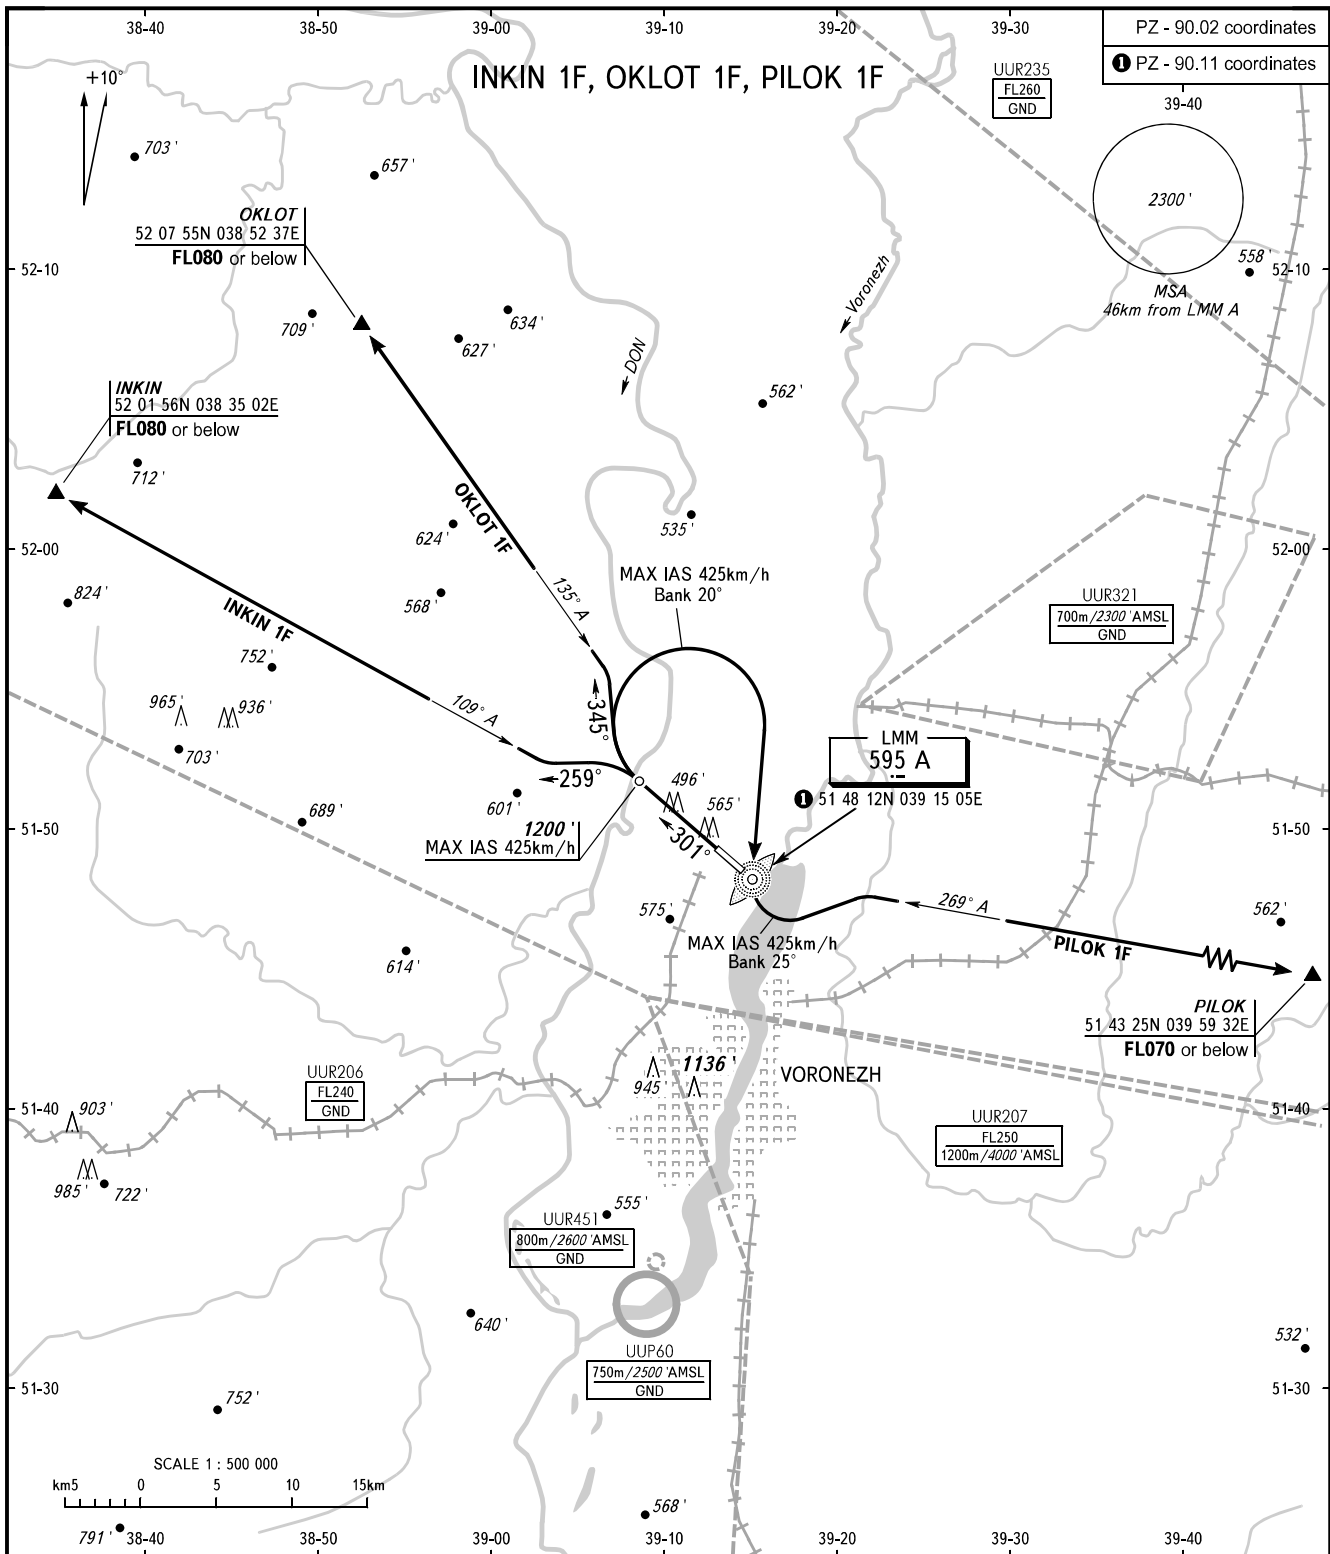 38-40
38-50
39-00
39-10
39-20
39-30
PZ - 90.02 coordinates
❶ PZ - 90.11 coordinates
39-40
INKIN 1F, OKLOT 1F, PILOK 1F
+10°
UUR235
FL260
GND
703'
657'
2300'
OKLOT
52 07 55N 038 52 37E
FL080 or below
52-10
558'
52-10
MSA
46km from LMM A
Voronezh
709'
634'
627'
DON
INKIN
52 01 56N 038 35 02E
FL080 or below
562'
712'
OKLOT 1F
535'
624'
52-00
52-00
MAX IAS 425km/h
Bank 20°
135° A
824'
568'
INKIN 1F
UUR321
700m/2300'AMSL
GND
752'
965'
936'
109° A
345°
703'
LMM
595 A
.-
259°
496'
❶ 51 48 12N 039 15 05E
601'
565'
689'
1200'
MAX IAS 425km/h
301°
51-50
51-50
269° A
575'
562'
MAX IAS 425km/h
Bank 25°
PILOK 1F
614'
PILOK
51 43 25N 039 59 32E
FL070 or below
945'
1136'
VORONEZH
UUR206
FL240
GND
903'
51-40
51-40
UUR207
FL250
1200m/4000'AMSL
985'
722'
555'
UUR451
800m/2600'AMSL
GND
640'
532'
UUP60
750m/2500'AMSL
GND
51-30
51-30
752'
SCALE 1 : 500 000
km5
0
5
10
15km
568'
791'
38-40
38-50
39-00
39-10
39-20
39-30
39-40